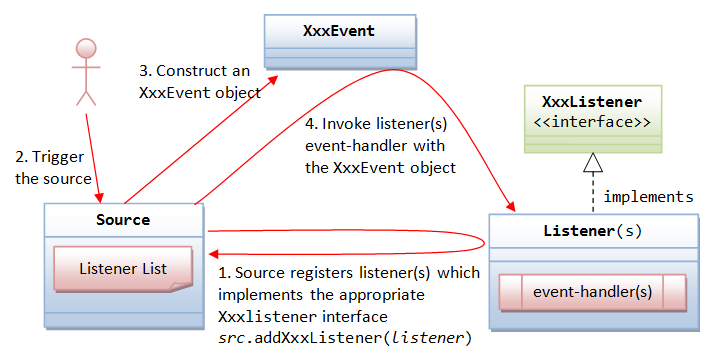 XxxEvent
3. Construct an
XxxEvent object
XxxListener
<<interface>>
4. Invoke listener(s)
event-handler with
the XxxEvent object
2. Trigger
the source
implements
Source
Listener List
Listener(s)
event-handler(s)
1. Source registers listener(s) which
implements the appropriate
Xxxlistener interface
src.addXxxListener(listener)